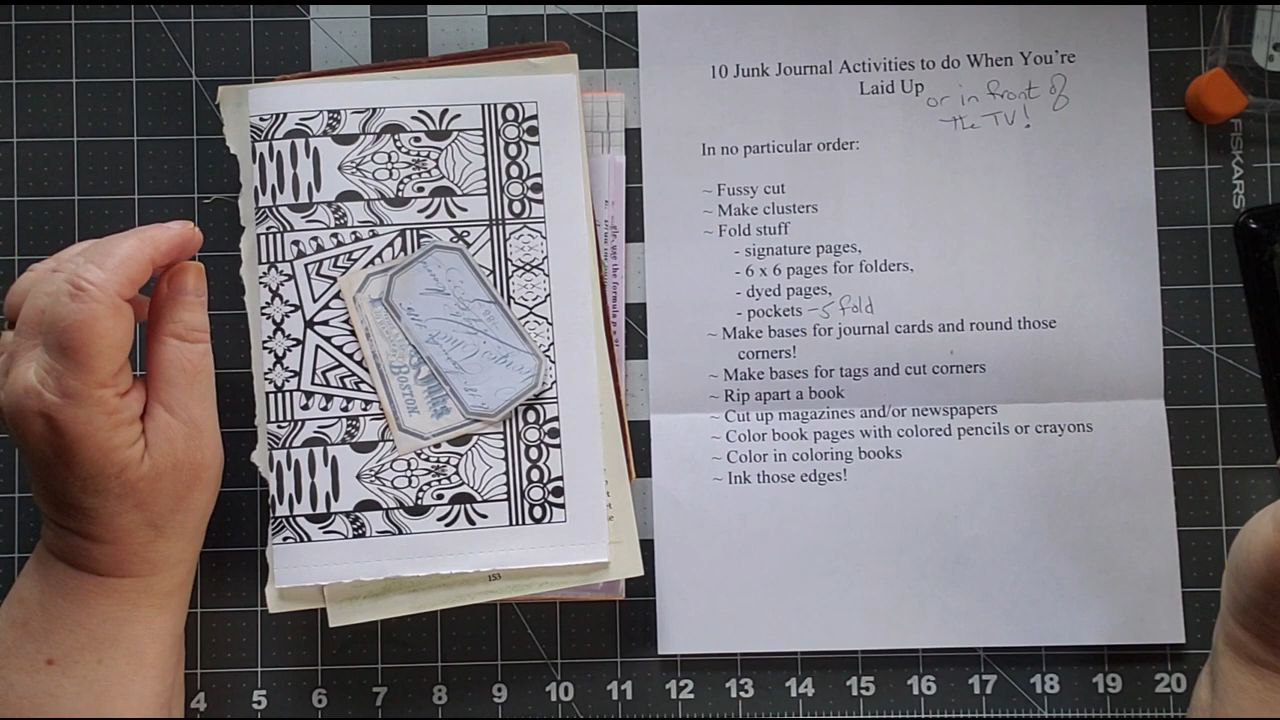 10 Junk Journal Activities to do When You're
Laid Up or in front of
the TV!
In no particular order:
~ Fussy cut
~ Make clusters
~ Fold stuff
- signature pages,
- 6 x 6 pages for folders,
- dyed pages,
- pockets - 5 fold
~ Make bases for journal cards and round those
corners!
~ Make bases for tags and cut corners
~ Rip apart a book
~ Cut up magazines and/or newspapers
~ Color book pages with colored pencils or crayons
~ Color in coloring books
~ Ink those edges!
BOSTON.
153
use the formula
FISKARS
4 5 6 7 8 9 10 11 12 13 14 15 16 17 18 19 20